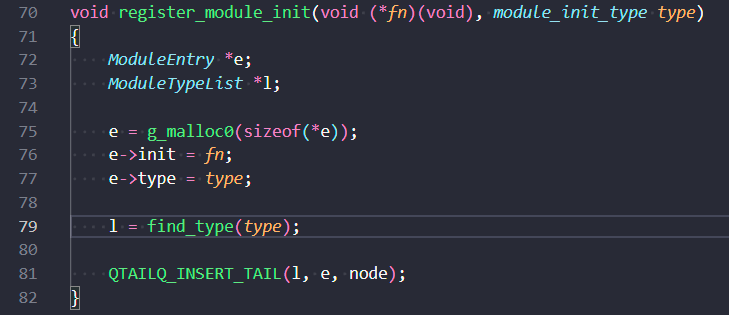 70 void register_module_init(void (*fn)(void), module_init_type type)
71 {
72     ModuleEntry *e;
73     ModuleTypeList *l;
74
75     e = g_malloc0(sizeof(*e));
76     e->init = fn;
77     e->type = type;
78
79     l = find_type(type);
80
81     QTAILQ_INSERT_TAIL(l, e, node);
82 }